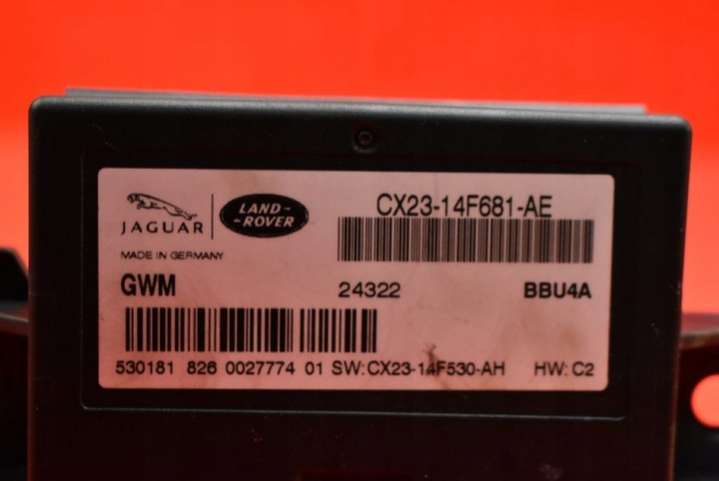 JAGUAR
LAND-
-ROVER
CX23-14F681-AE
MADE IN GERMANY
GWM 24322 BBU4A
530181 826 0027774 01 SW:CX23-14F530-AH HW: C2